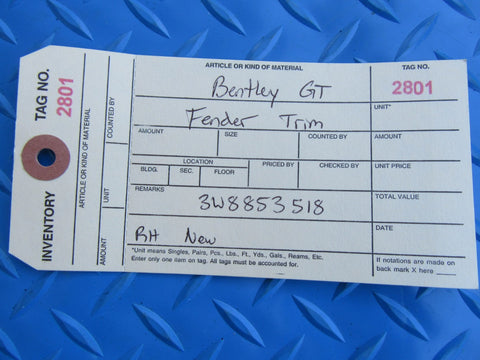 TAG NO.
2801
INVENTORY
ARTICLE OR KIND OF MATERIAL
COUNTED BY
UNIT
AMOUNT
ARTICLE OR KIND OF MATERIAL
TAG NO.
Bentley GT
2801
Fender Trim
UNIT*
AMOUNT SIZE COUNTED BY
LOCATION PRICED BY CHECKED BY UNIT PRICE
BLDG. SEC. FLOOR
REMARKS
TOTAL VALUE
3W8853518
DATE
RH New
*Unit means Singles, Pairs, Pcs., Lbs., Ft., Yds., Gals., Reams, Etc.
Enter only one item on tag. All tags must be accounted for.
If notations are made on
back mark X here